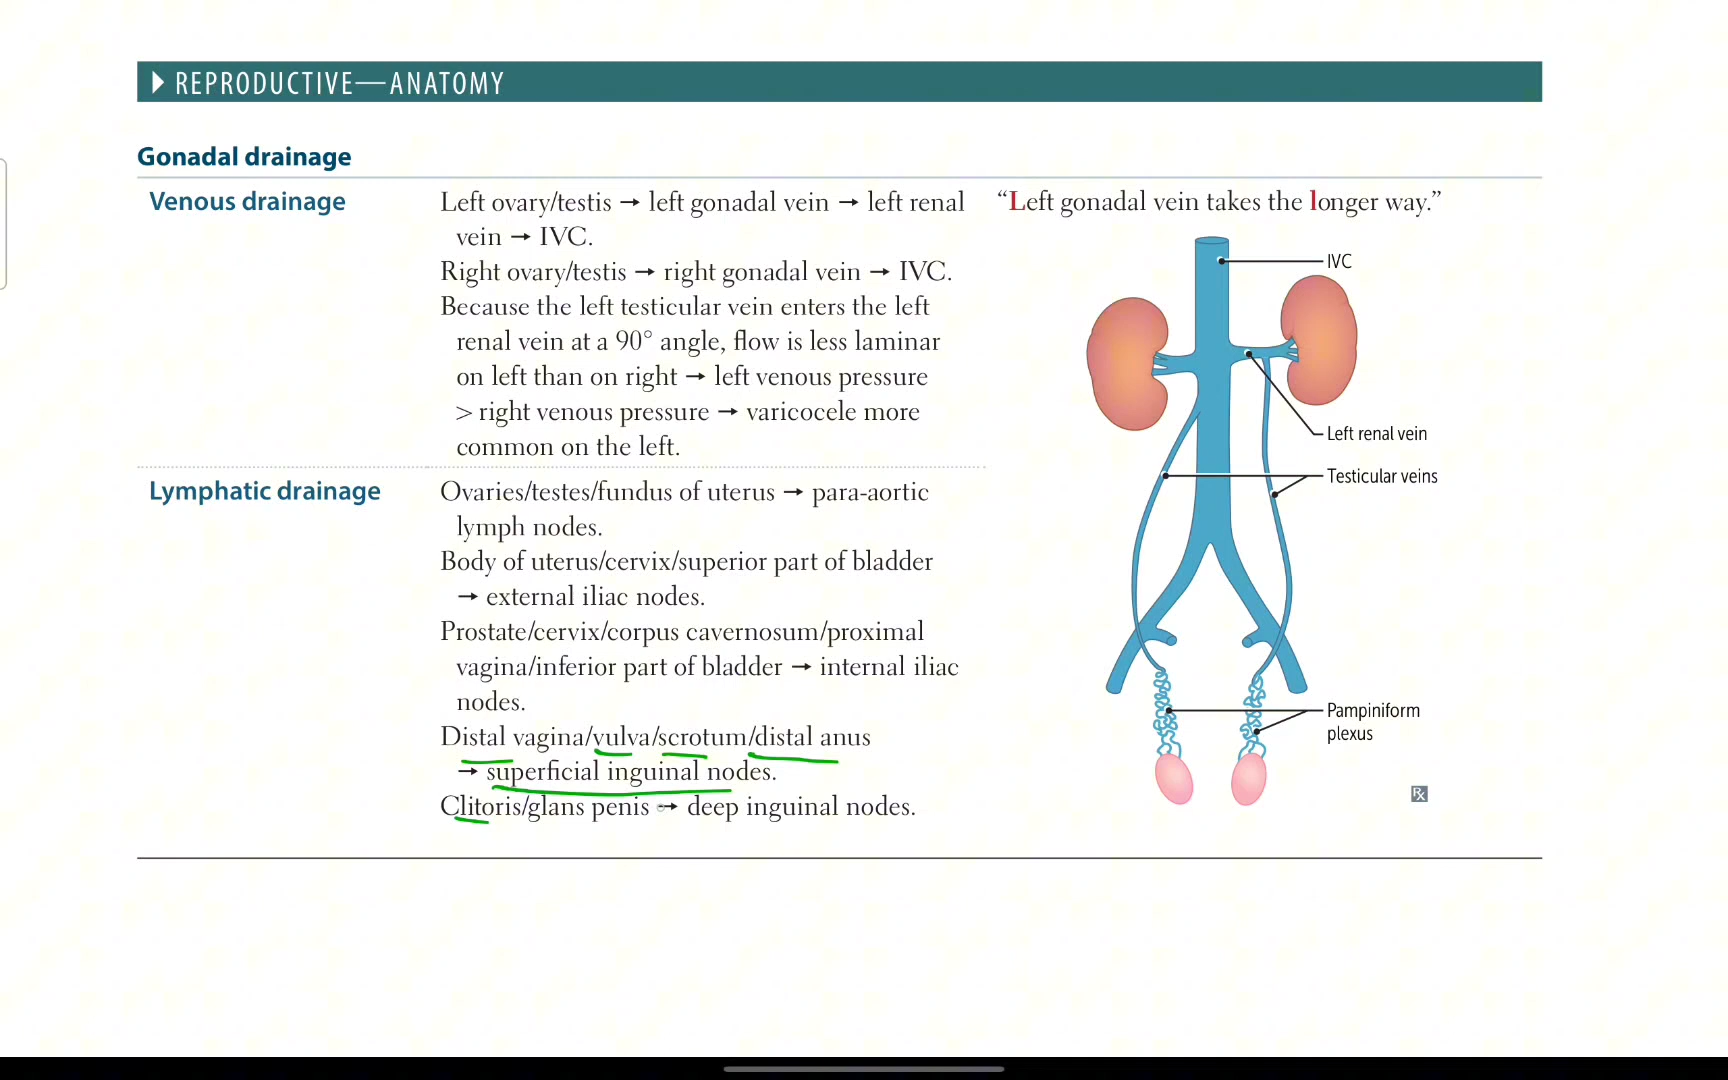 REPRODUCTIVE—ANATOMY
Gonadal drainage
Venous drainage
Left ovary/testis → left gonadal vein → left renal
vein → IVC.
Right ovary/testis → right gonadal vein → IVC.
Because the left testicular vein enters the left
renal vein at a 90° angle, flow is less laminar
on left than on right → left venous pressure
> right venous pressure → varicocele more
common on the left.
“Left gonadal vein takes the longer way.”
IVC
Left renal vein
Testicular veins
Pampiniform
plexus
Rx
Lymphatic drainage
Ovaries/testes/fundus of uterus → para-aortic
lymph nodes.
Body of uterus/cervix/superior part of bladder
→ external iliac nodes.
Prostate/cervix/corpus cavernosum/proximal
vagina/inferior part of bladder → internal iliac
nodes.
Distal vagina/vulva/scrotum/distal anus
→ superficial inguinal nodes.
Clitoris/glans penis → deep inguinal nodes.